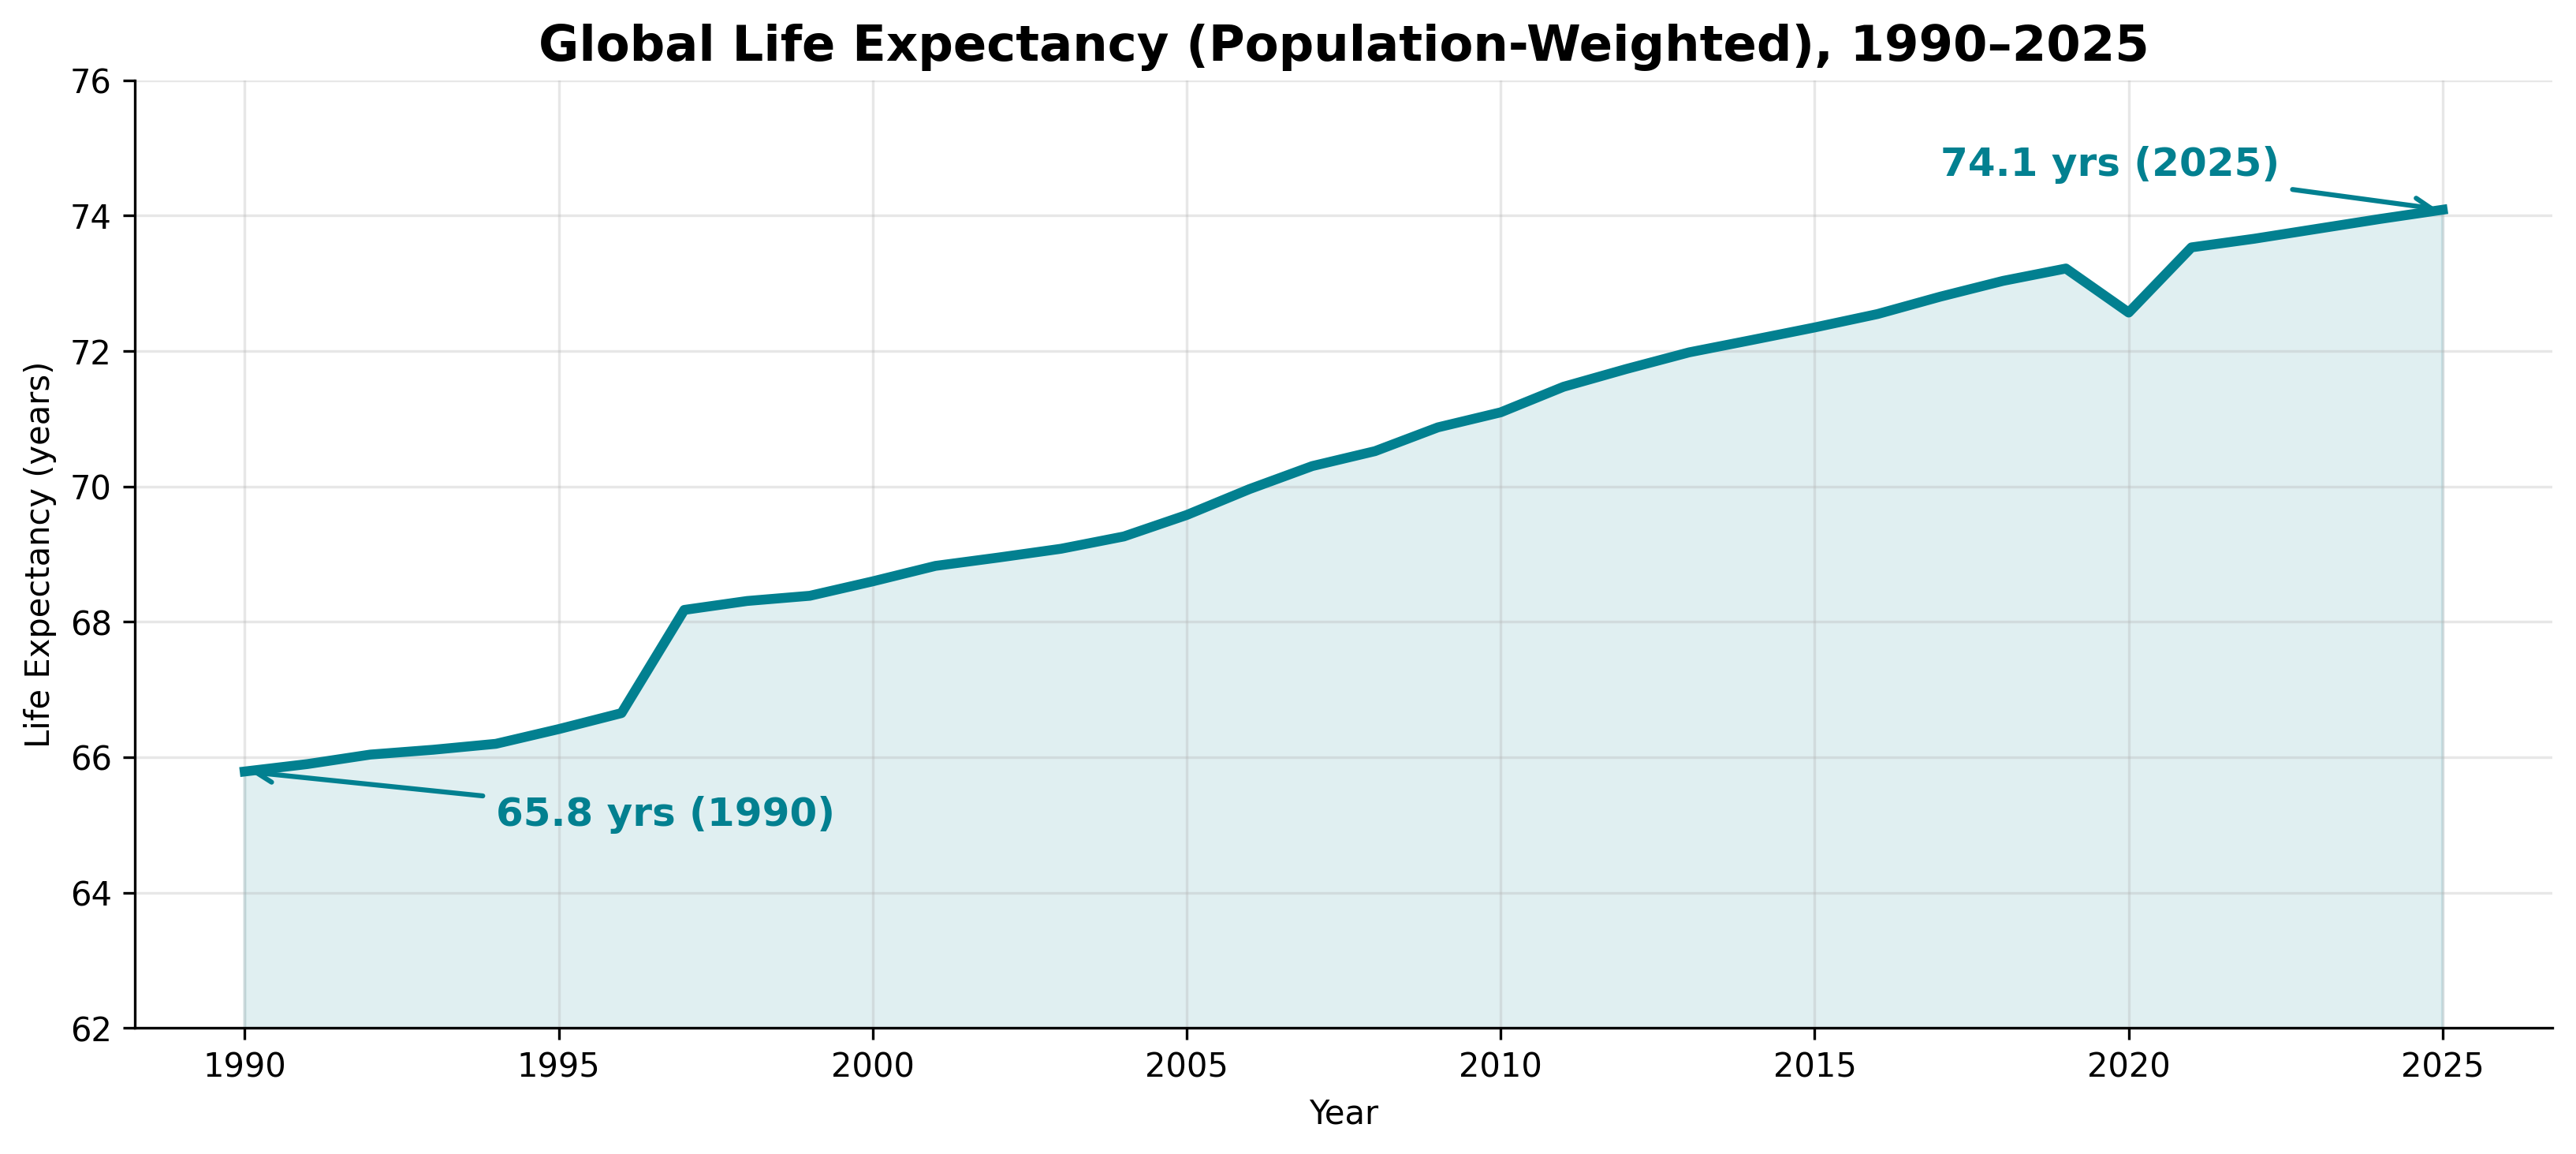 Global Life Expectancy (Population-Weighted), 1990–2025
Life Expectancy (years)
76
74
72
70
68
66
64
62
74.1 yrs (2025)
65.8 yrs (1990)
1990 1995 2000 2005 2010 2015 2020 2025
Year